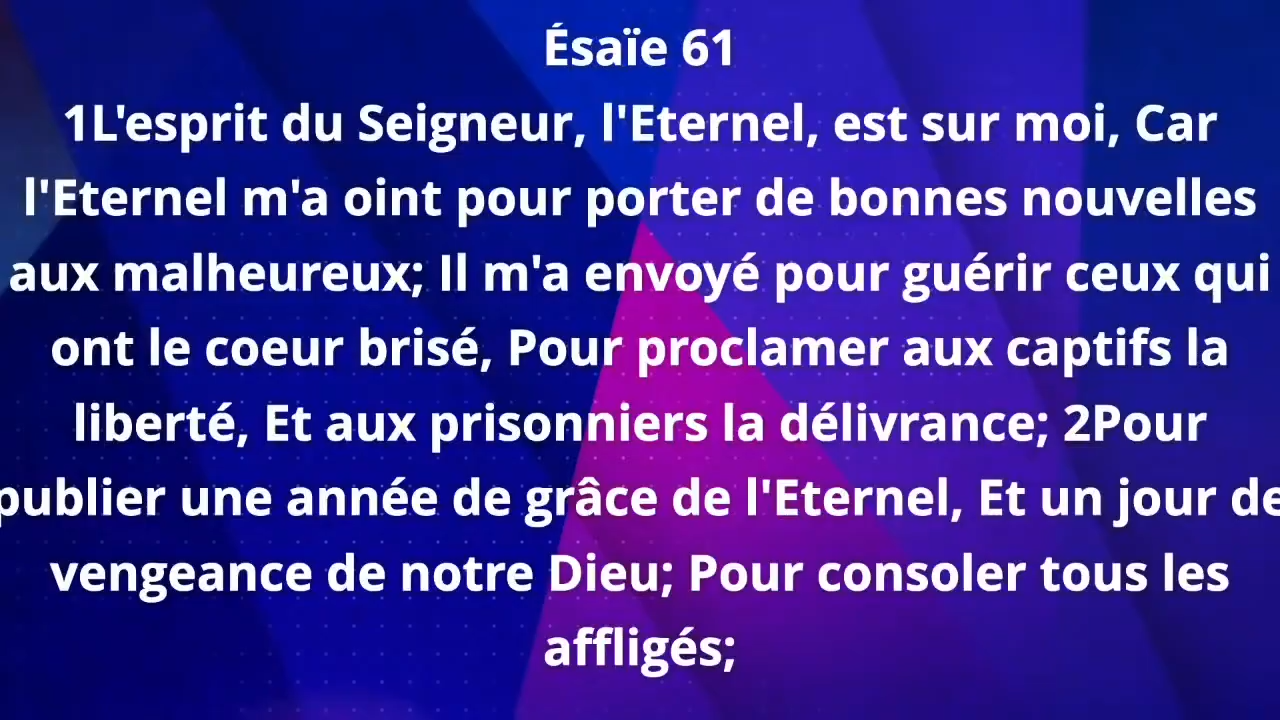 Ésaïe 61
1L'esprit du Seigneur, l'Eternel, est sur moi, Car
l'Eternel m'a oint pour porter de bonnes nouvelles
aux malheureux; Il m'a envoyé pour guérir ceux qui
ont le coeur brisé, Pour proclamer aux captifs la
liberté, Et aux prisonniers la délivrance; 2Pour
publier une année de grâce de l'Eternel, Et un jour de
vengeance de notre Dieu; Pour consoler tous les
affligés;